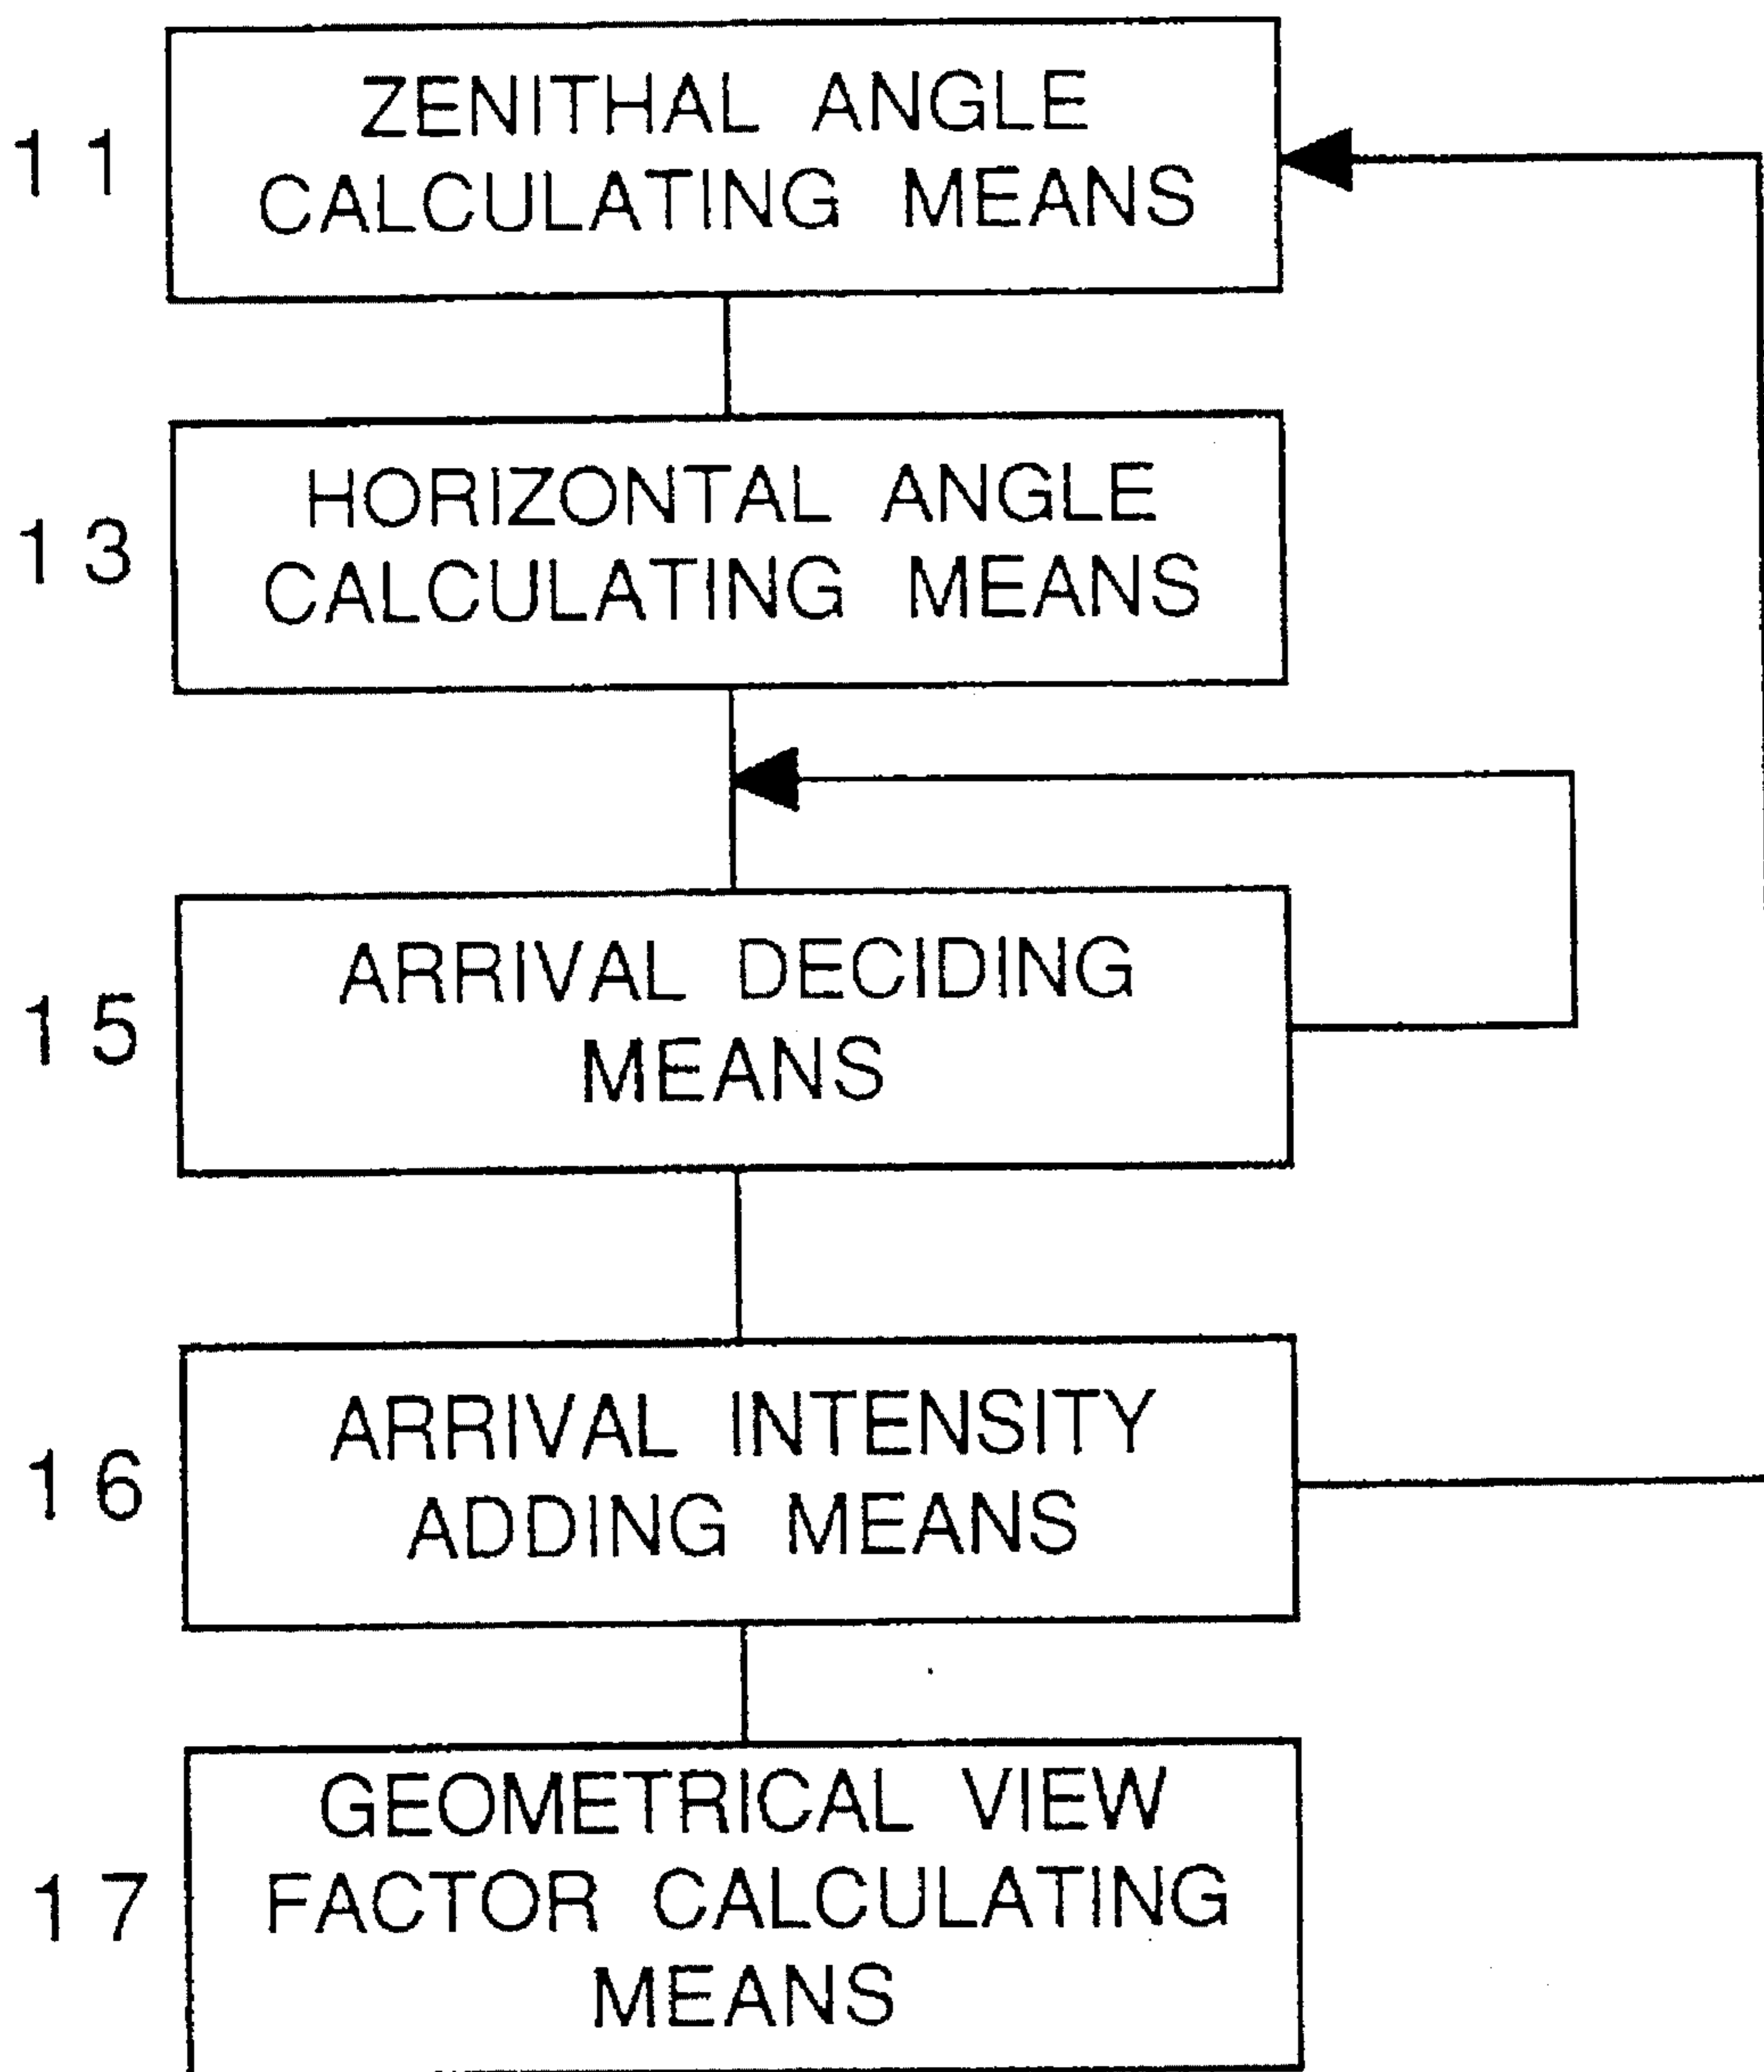 11
ZENITHAL ANGLE
CALCULATING MEANS
13
HORIZONTAL ANGLE
CALCULATING MEANS
15
ARRIVAL DECIDING
MEANS
16
ARRIVAL INTENSITY
ADDING MEANS
17
GEOMETRICAL VIEW
FACTOR CALCULATING
MEANS